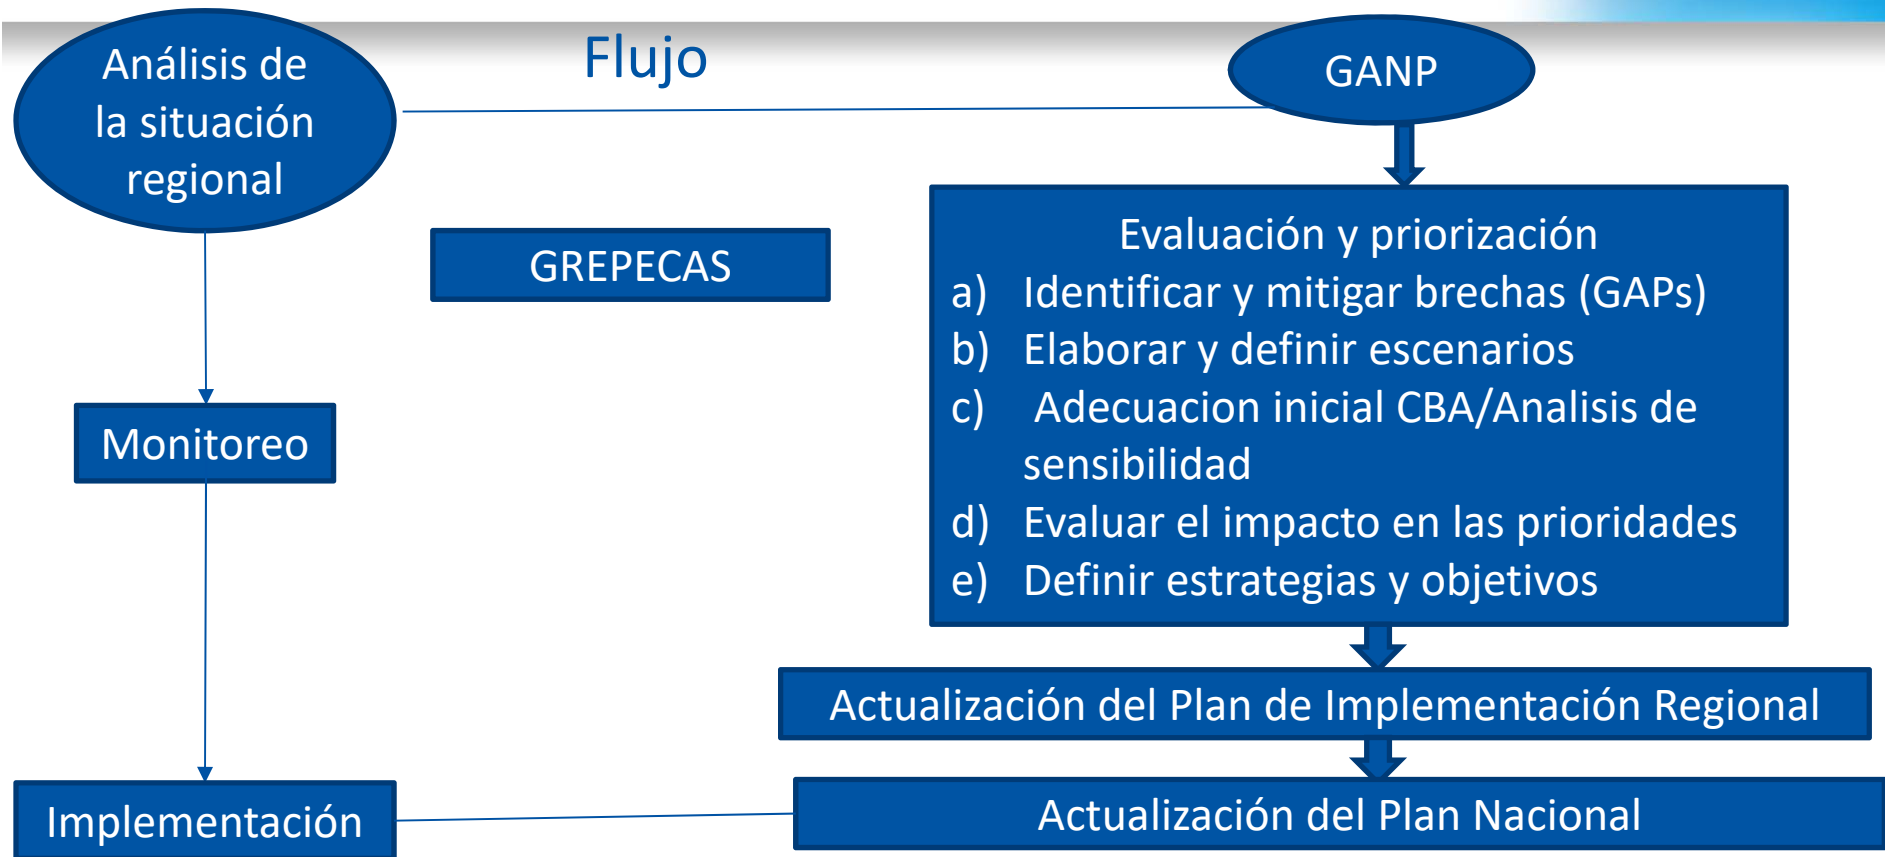 Flujo
Análisis de
la situación
regional
GANP
GREPECAS
Evaluación y priorización
a) Identificar y mitigar brechas (GAPs)
b) Elaborar y definir escenarios
c) Adecuacion inicial CBA/Analisis de
sensibilidad
d) Evaluar el impacto en las prioridades
e) Definir estrategias y objetivos
Monitoreo
Actualización del Plan de Implementación Regional
Implementación
Actualización del Plan Nacional